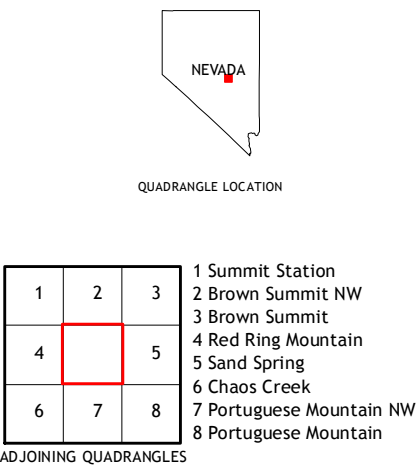 NEVADA
QUADRANGLE LOCATION
1 2 3
4 5
6 7 8
1 Summit Station
2 Brown Summit NW
3 Brown Summit
4 Red Ring Mountain
5 Sand Spring
6 Chaos Creek
7 Portuguese Mountain NW
8 Portuguese Mountain
ADJOINING QUADRANGLES